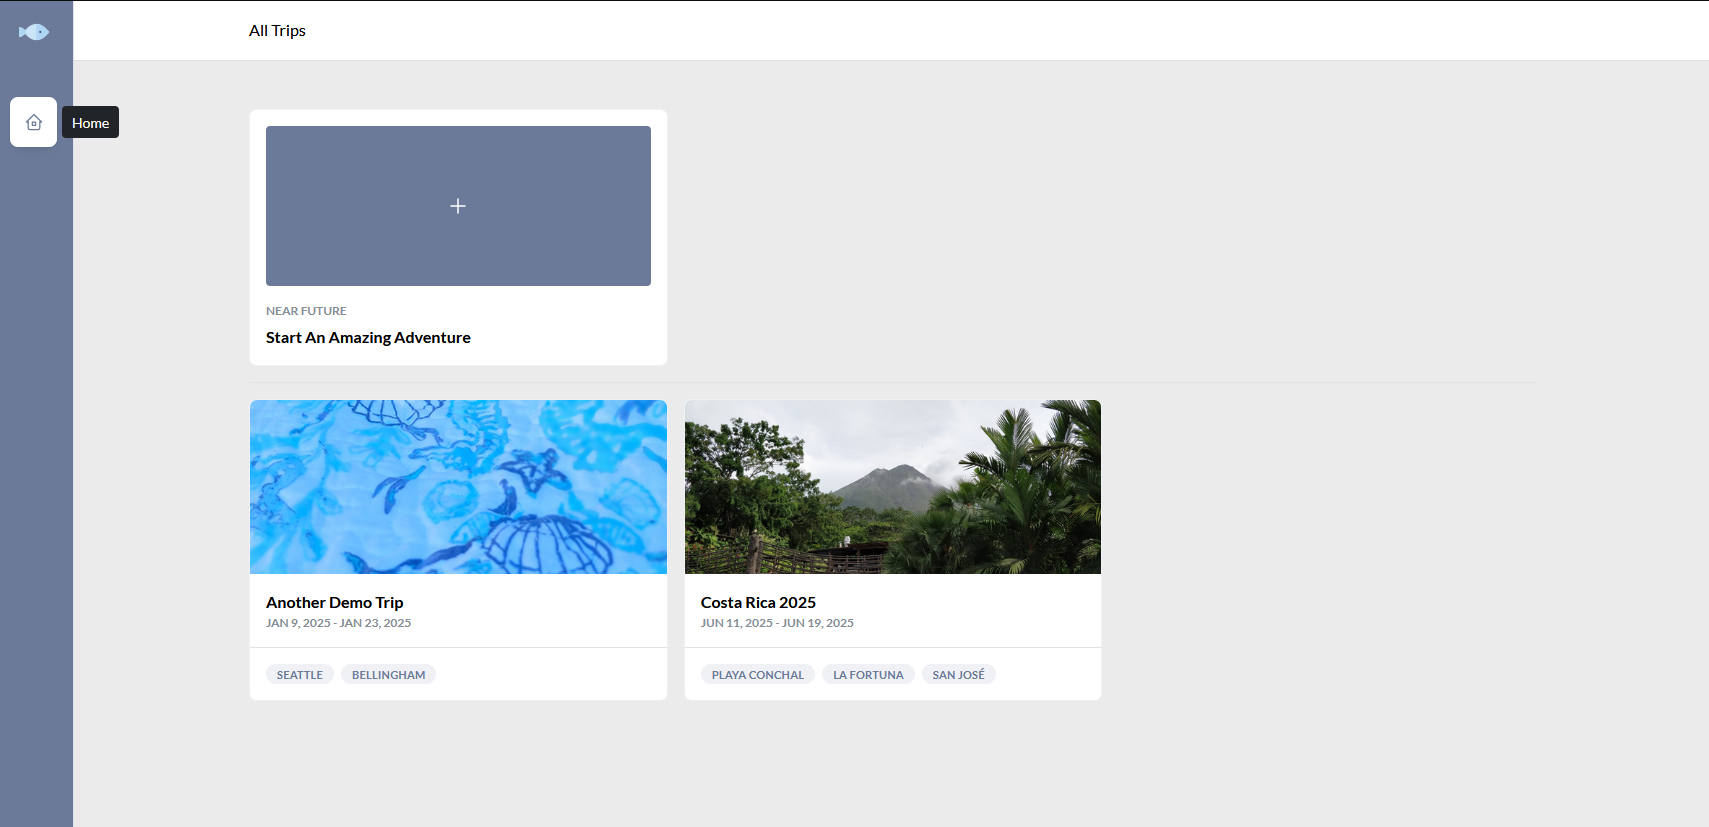 All Trips
Home
NEAR FUTURE
Start An Amazing Adventure
Another Demo Trip
JAN 9, 2025 - JAN 23, 2025
SEATTLE BELLINGHAM
Costa Rica 2025
JUN 11, 2025 - JUN 19, 2025
PLAYA CONCHAL LA FORTUNA SAN JOSÉ